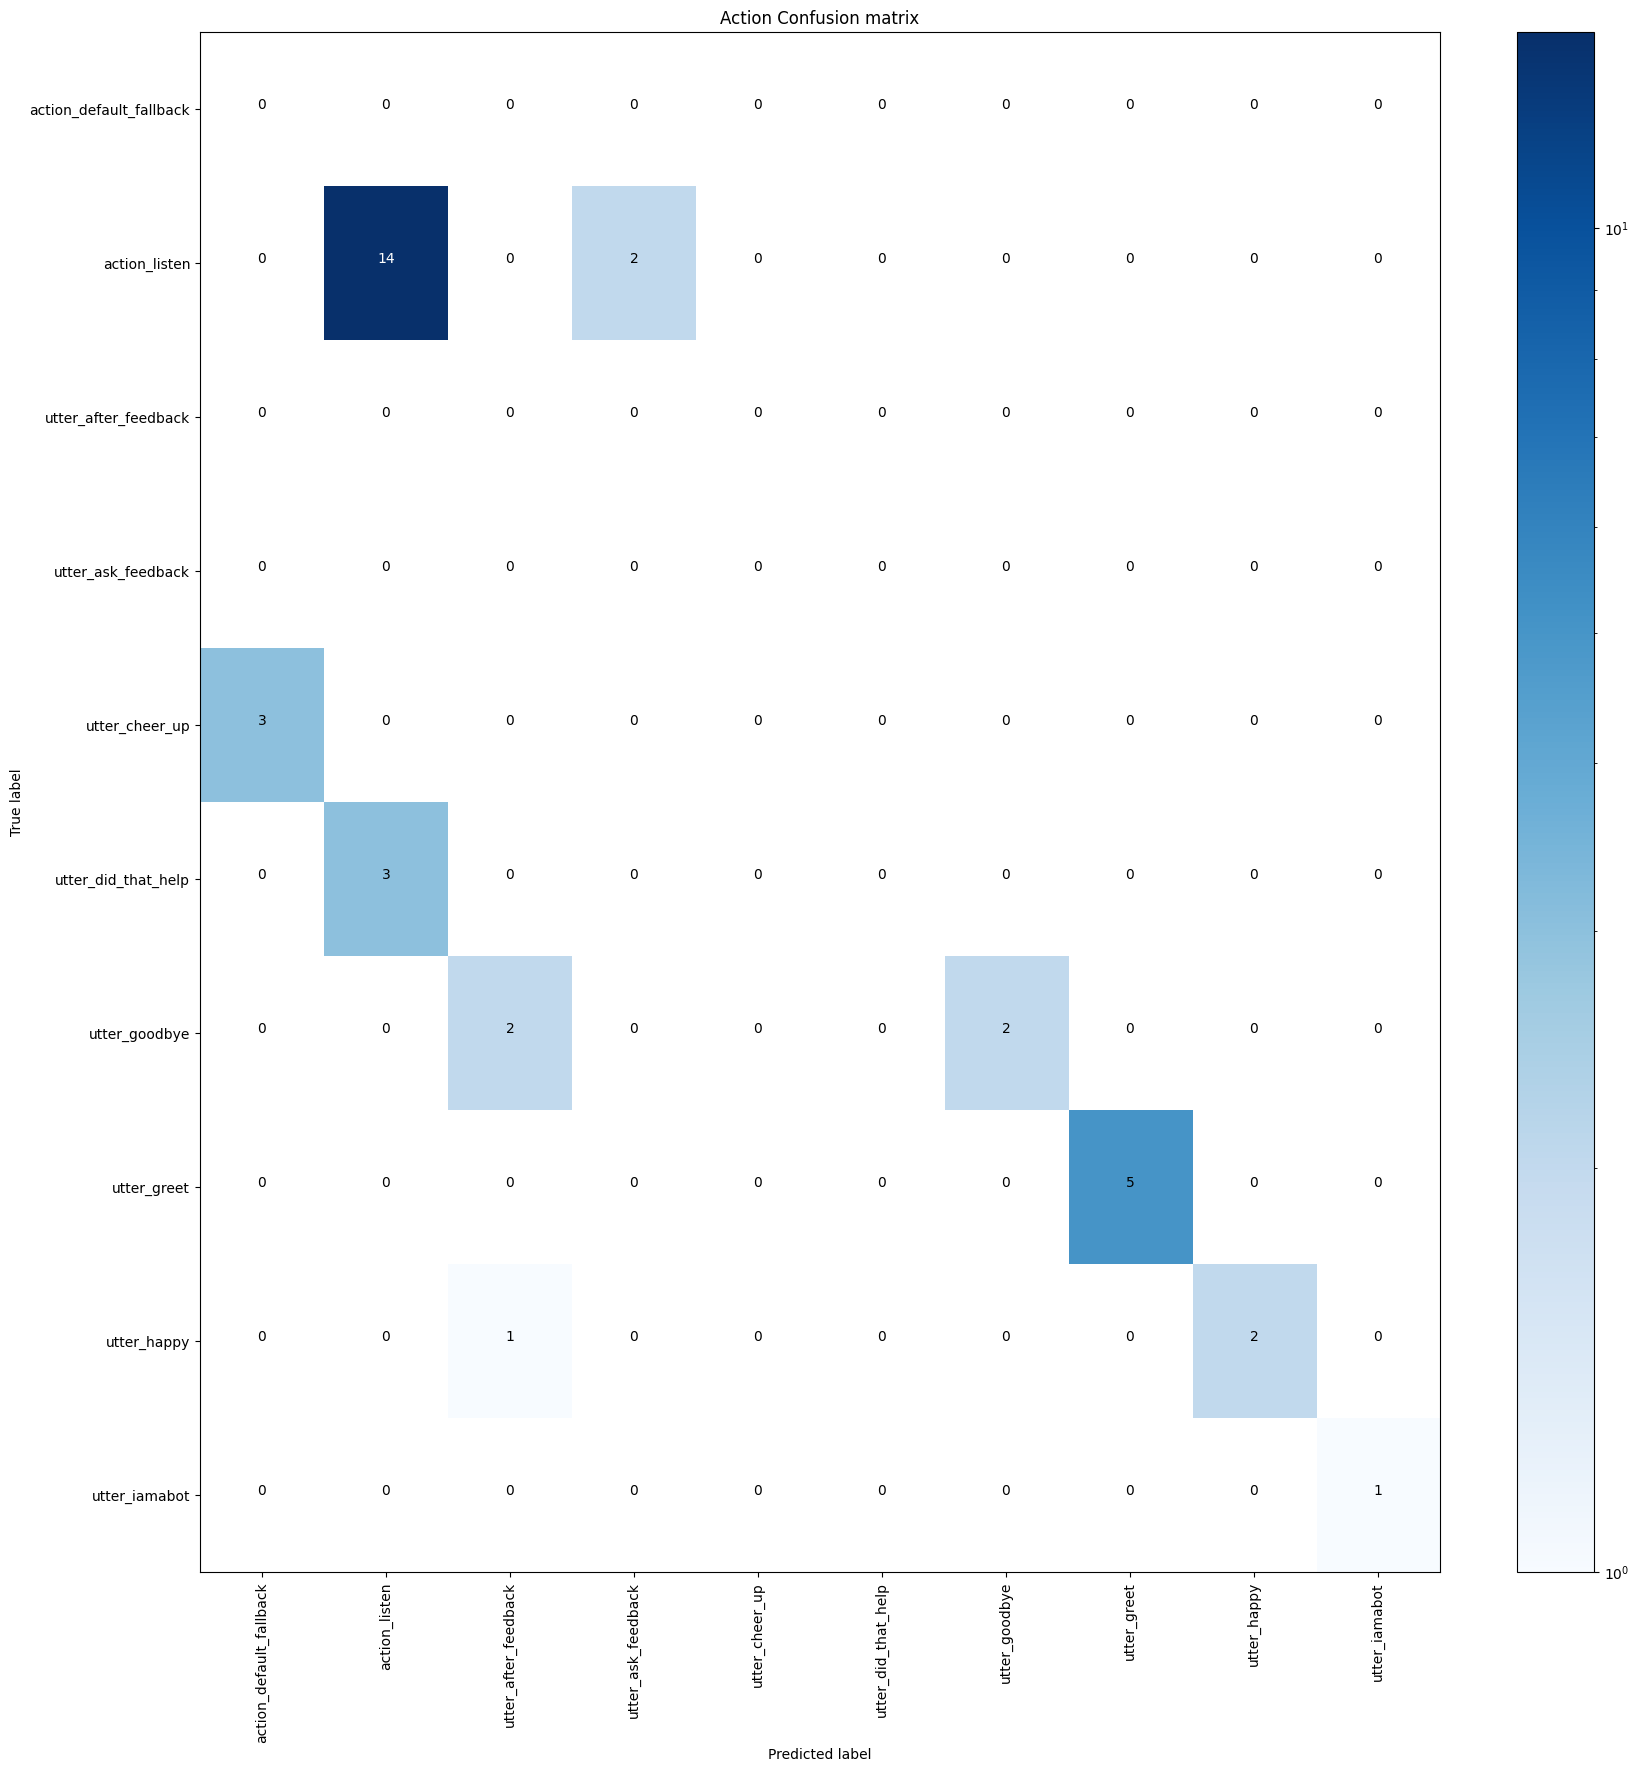 Action Confusion matrix
action_default_fallback 0 0 0 0 0 0 0 0 0 0
action_listen 0 14 0 2 0 0 0 0 0 0
utter_after_feedback 0 0 0 0 0 0 0 0 0 0
utter_ask_feedback 0 0 0 0 0 0 0 0 0 0
utter_cheer_up 3 0 0 0 0 0 0 0 0 0
utter_did_that_help 0 3 0 0 0 0 0 0 0 0
utter_goodbye 0 0 2 0 0 0 2 0 0 0
utter_greet 0 0 0 0 0 0 0 5 0 0
utter_happy 0 0 1 0 0 0 0 0 2 0
utter_iamabot 0 0 0 0 0 0 0 0 0 1
True label
action_default_fallback
action_listen
utter_after_feedback
utter_ask_feedback
utter_cheer_up
utter_did_that_help
utter_goodbye
utter_greet
utter_happy
utter_iamabot
Predicted label
10¹
10⁰